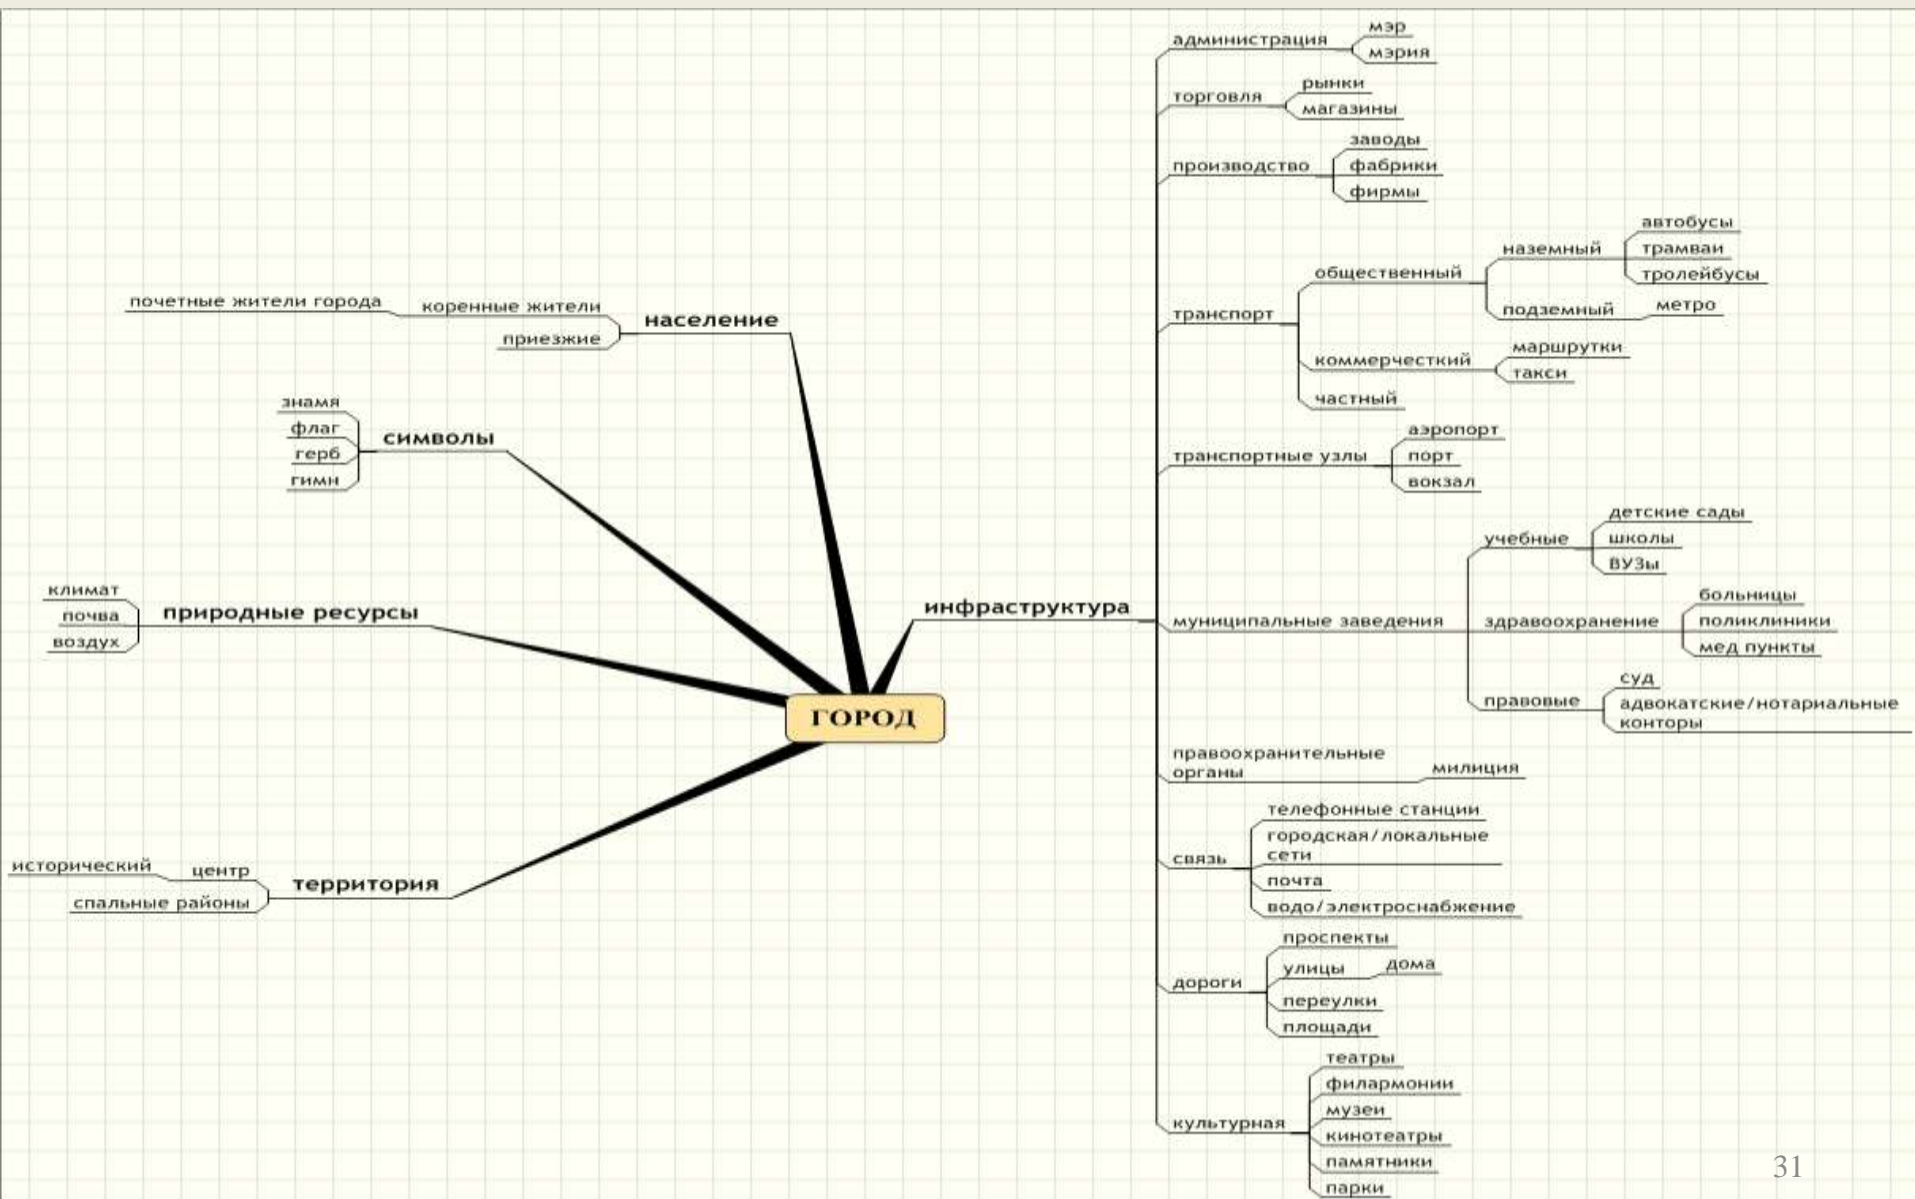 ГОРОД
население
коренные жители
почетные жители города
приезжие
символы
знамя
флаг
герб
гимн
природные ресурсы
климат
почва
воздух
территория
центр
исторический
спальные районы
инфраструктура
администрация
мэр
мэрия
торговля
рынки
магазины
производство
заводы
фабрики
фирмы
транспорт
общественный
наземный
автобусы
трамваи
тролейбусы
подземный
метро
коммерчесткий
маршрутки
такси
частный
транспортные узлы
аэропорт
порт
вокзал
муниципальные заведения
учебные
детские сады
школы
ВУЗы
здравоохранение
больницы
поликлиники
мед пункты
правовые
суд
адвокатские/нотариальные
конторы
правоохранительные
органы
милиция
связь
телефонные станции
городская/локальные
сети
почта
водо/электроснабжение
дороги
проспекты
улицы
дома
переулки
площади
культурная
театры
филармонии
музеи
кинотеатры
памятники
парки
31